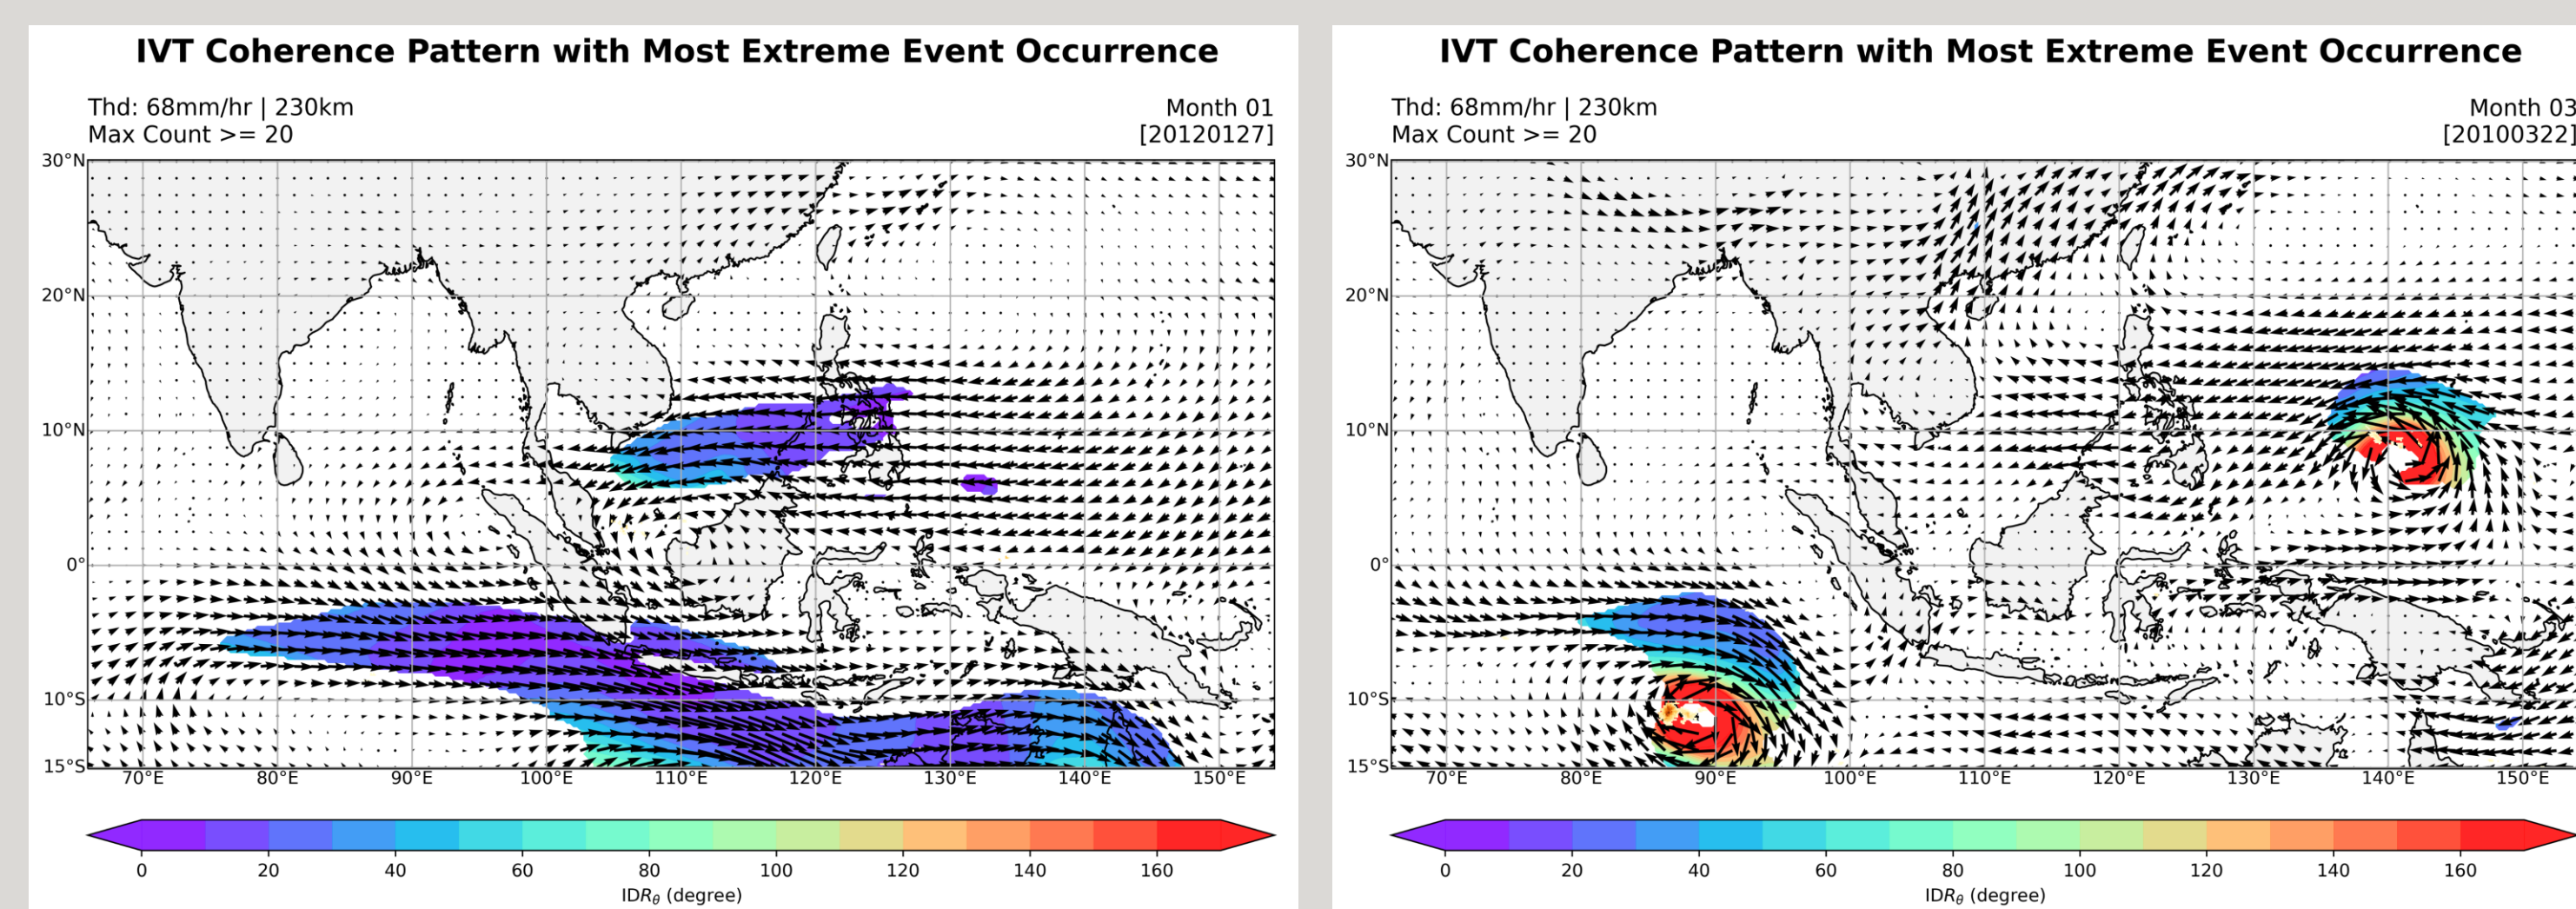 IVT Coherence Pattern with Most Extreme Event Occurrence
Thd: 68mm/hr | 230km
Month 01
Max Count >= 20
[20120127]
30°N
20°N
10°N
0°
10°S
15°S
70°E 80°E 90°E 100°E 110°E 120°E 130°E 140°E 150°E
0 20 40 60 80 100 120 140 160
IDRθ (degree)
IVT Coherence Pattern with Most Extreme Event Occurrence
Thd: 68mm/hr | 230km
Month 03
Max Count >= 20
[20100322]
30°N
20°N
10°N
0°
10°S
15°S
70°E 80°E 90°E 100°E 110°E 120°E 130°E 140°E 150°E
0 20 40 60 80 100 120 140 160
IDRθ (degree)